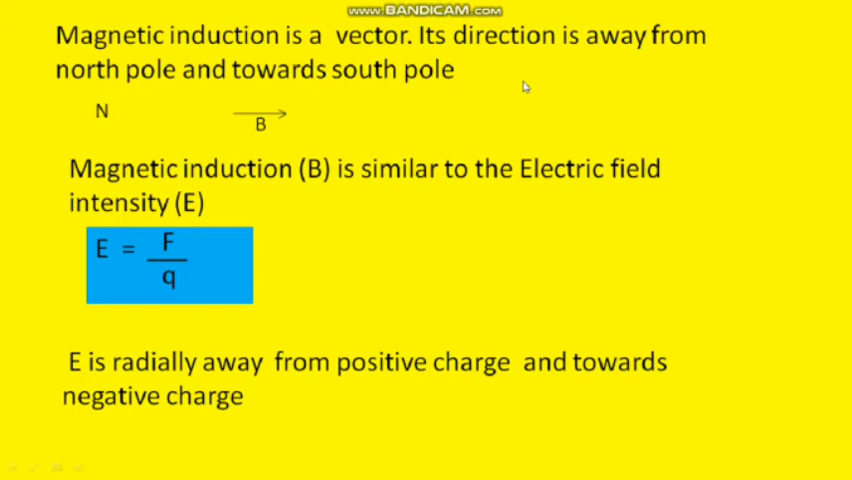 www.BANDICAM.com
Magnetic induction is a vector. Its direction is away from
north pole and towards south pole
N
B
Magnetic induction (B) is similar to the Electric field
intensity (E)
E = F
q
E is radially away from positive charge and towards
negative charge